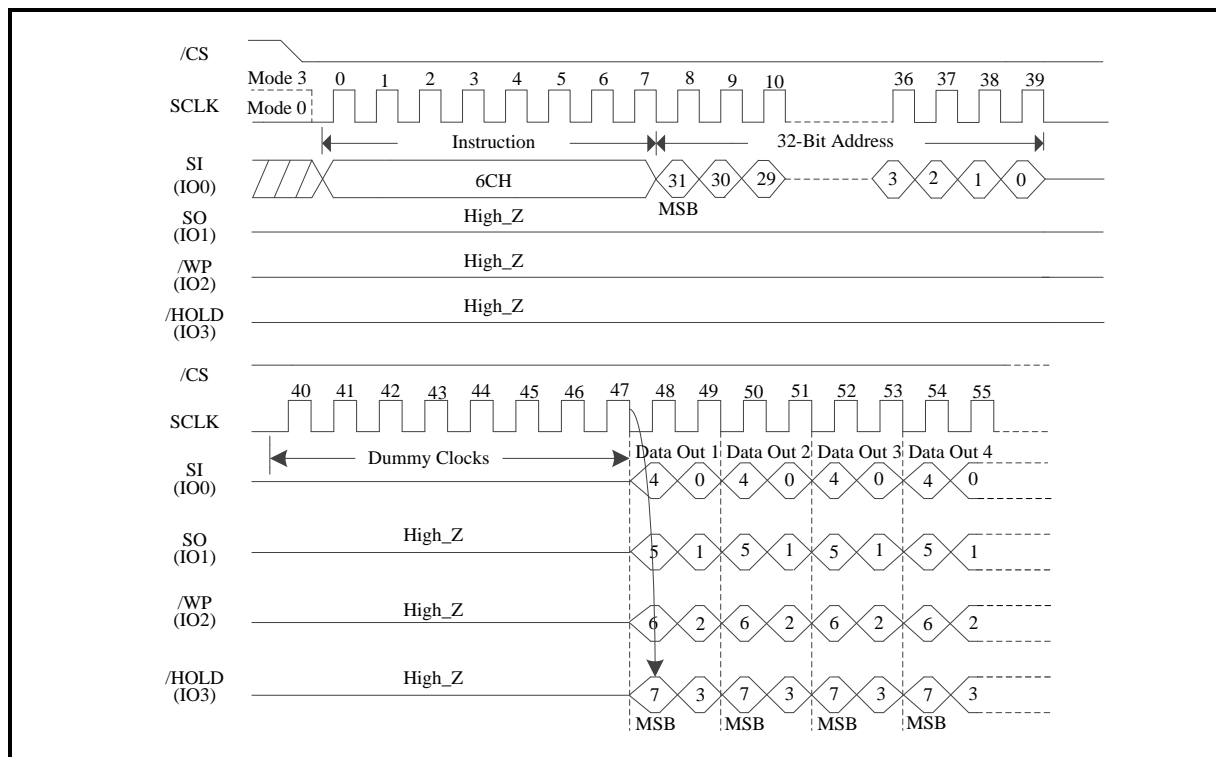 /CS
Mode 3
0 1 2 3 4 5 6 7 8 9 10 36 37 38 39
SCLK
Mode 0
Instruction
32-Bit Address
SI
(IO0)
6CH
31 30 29 3 2 1 0
MSB
SO
(IO1)
High_Z
/WP
(IO2)
High_Z
/HOLD
(IO3)
High_Z
/CS
40 41 42 43 44 45 46 47 48 49 50 51 52 53 54 55
SCLK
Dummy Clocks
Data Out 1 Data Out 2 Data Out 3 Data Out 4
SI
(IO0)
4 0 4 0 4 0 4 0
SO
(IO1)
High_Z
5 1 5 1 5 1 5 1
/WP
(IO2)
High_Z
6 2 6 2 6 2 6 2
/HOLD
(IO3)
High_Z
7 3 7 3 7 3 7 3
MSB MSB MSB MSB